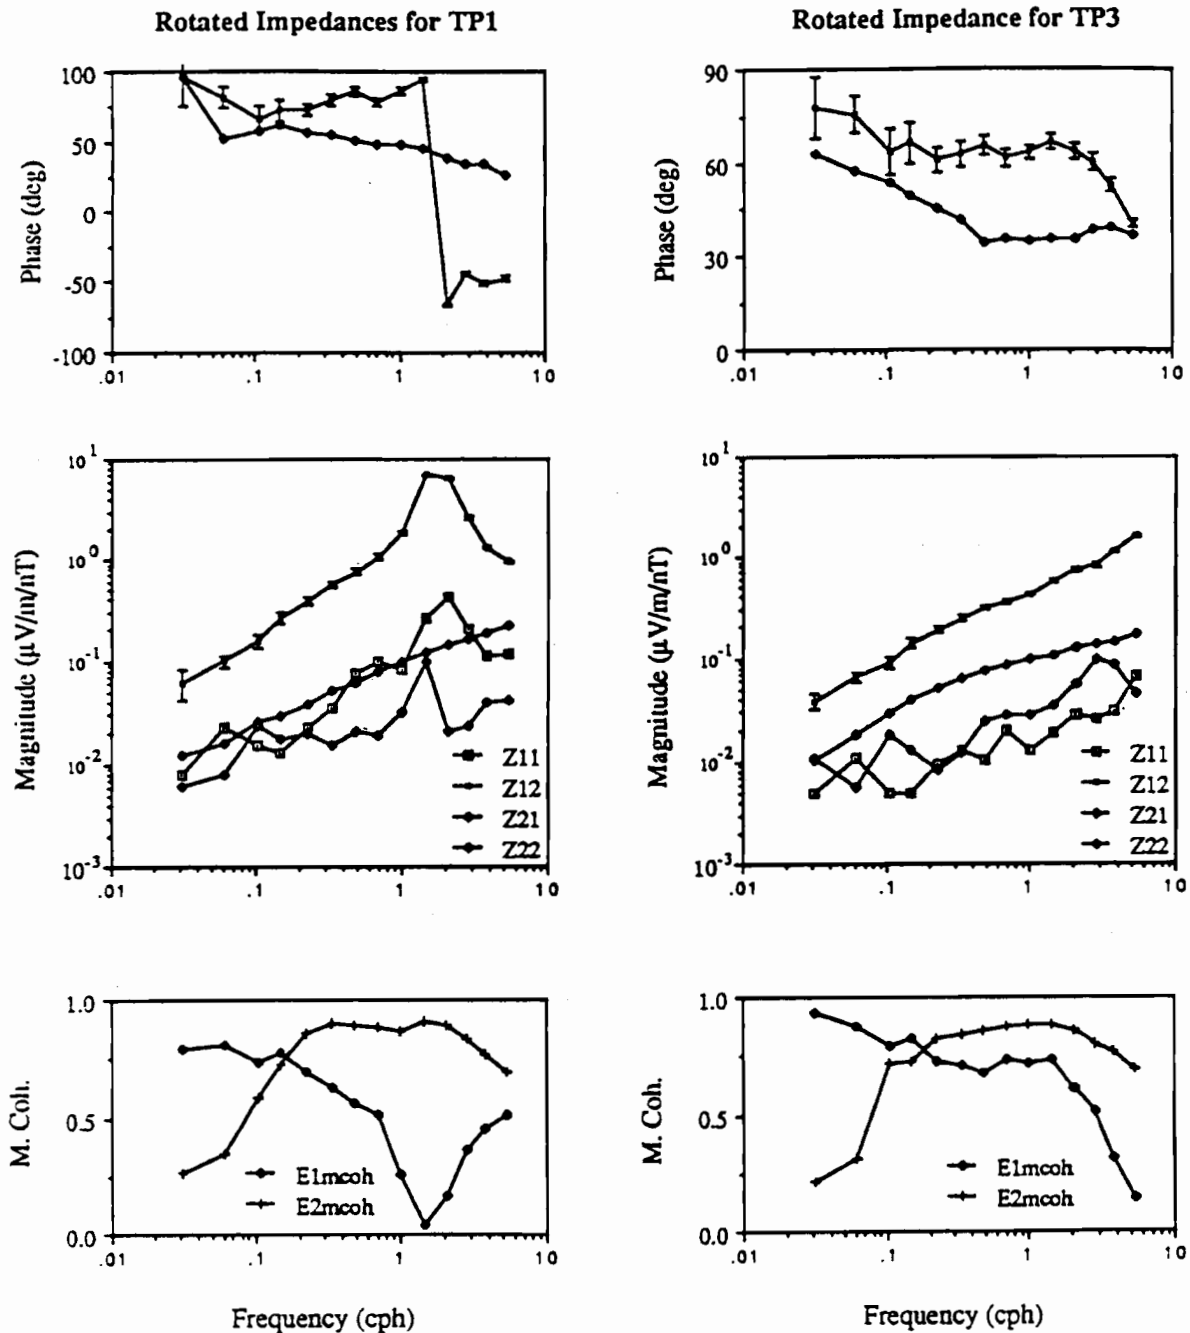 Rotated Impedances for TP1
Rotated Impedance for TP3
100
50
0
-50
-100
Phase (deg)
.01
.1
1
10
90
60
30
0
Phase (deg)
.01
.1
1
10
10^1
10^0
10^-1
10^-2
10^-3
Magnitude (µV/m/nT)
Z11
Z12
Z21
Z22
.01
.1
1
10
10^1
10^0
10^-1
10^-2
10^-3
Magnitude (µV/m/nT)
Z11
Z12
Z21
Z22
.01
.1
1
10
1.0
0.5
0.0
M. Coh.
E1mcoh
E2mcoh
.01
.1
1
10
Frequency (cph)
1.0
0.5
0.0
M. Coh.
E1mcoh
E2mcoh
.01
.1
1
10
Frequency (cph)